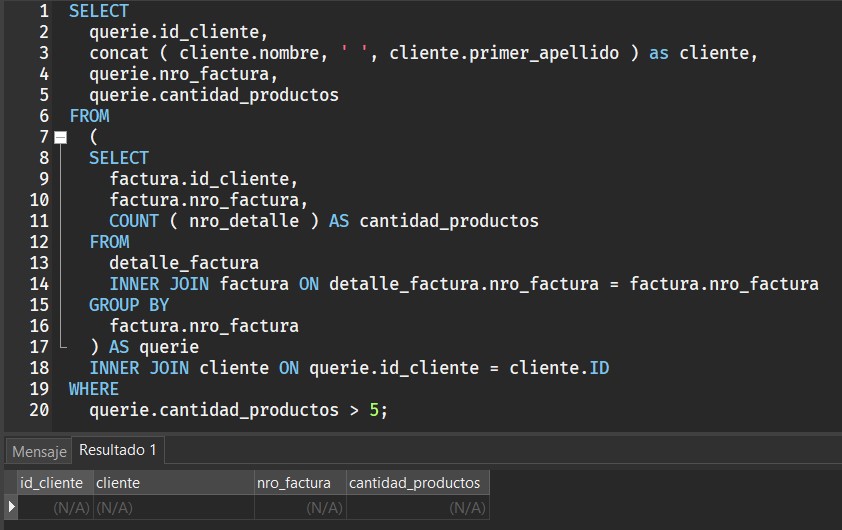 1 SELECT
2 querie.id_cliente,
3 concat ( cliente.nombre, ' ', cliente.primer_apellido ) as cliente,
4 querie.nro_factura,
5 querie.cantidad_productos
6 FROM
7 (
8 SELECT
9 factura.id_cliente,
10 factura.nro_factura,
11 COUNT ( nro_detalle ) AS cantidad_productos
12 FROM
13 detalle_factura
14 INNER JOIN factura ON detalle_factura.nro_factura = factura.nro_factura
15 GROUP BY
16 factura.nro_factura
17 ) AS querie
18 INNER JOIN cliente ON querie.id_cliente = cliente.ID
19 WHERE
20 querie.cantidad_productos > 5;
Mensaje Resultado 1
id_cliente cliente nro_factura cantidad_productos
(N/A) (N/A) (N/A) (N/A)